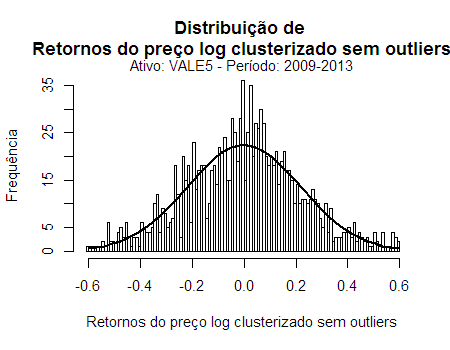 Distribuição de
Retornos do preço log clusterizado sem outliers
Ativo: VALE5 - Período: 2009-2013
Frequência
35
25
15
5
0
-0.6 -0.4 -0.2 0.0 0.2 0.4 0.6
Retornos do preço log clusterizado sem outliers